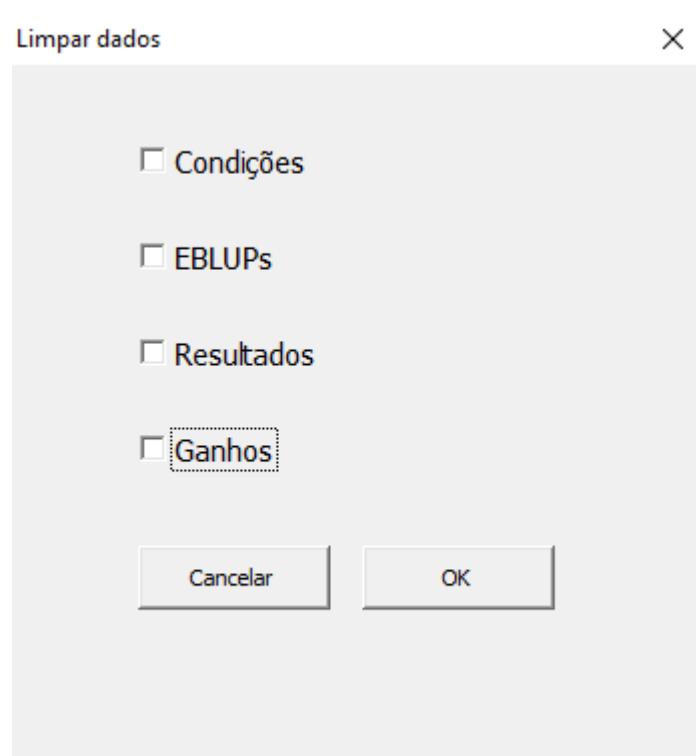 Limpar dados
Condições
EBLUPs
Resultados
Ganhos
Cancelar OK